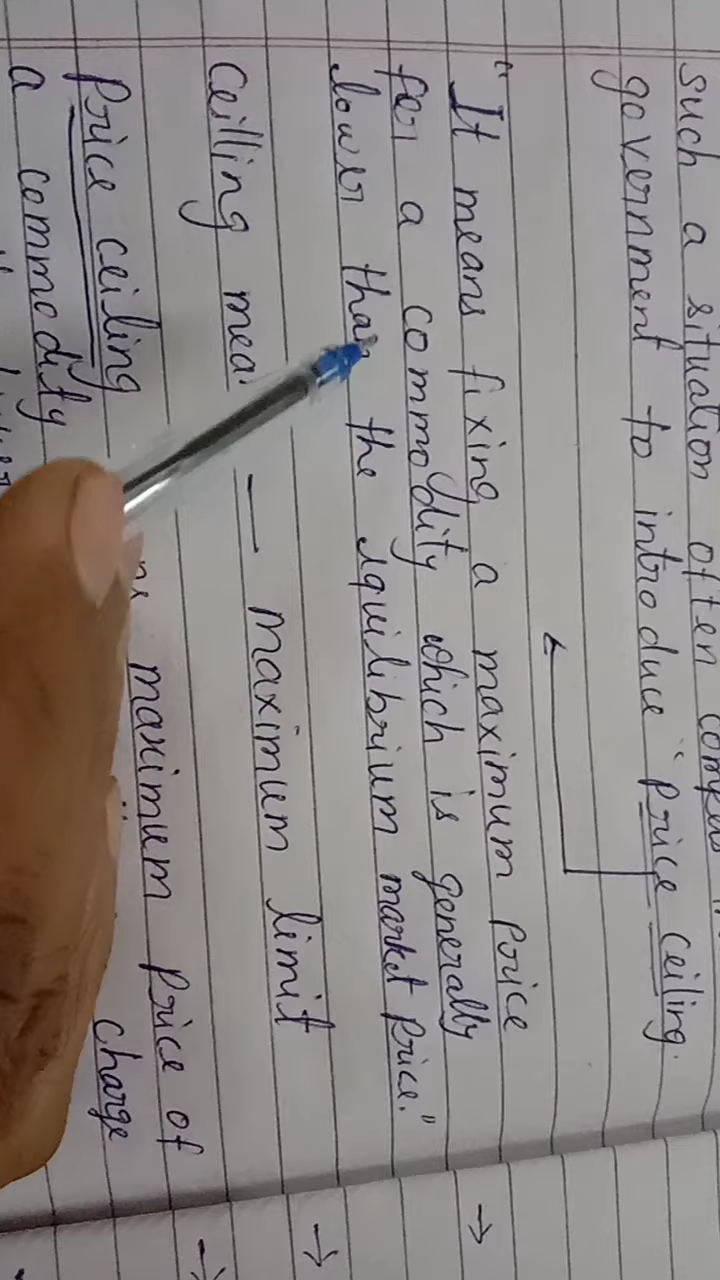 such a situation often
government to introduce "Price ceiling.
"It means fixing a maximum price
for a commodity which is generally
lower than the equilibrium market price."
Ceilling mea — maximum limit
Price ceiling maximum price of
a commodity charge